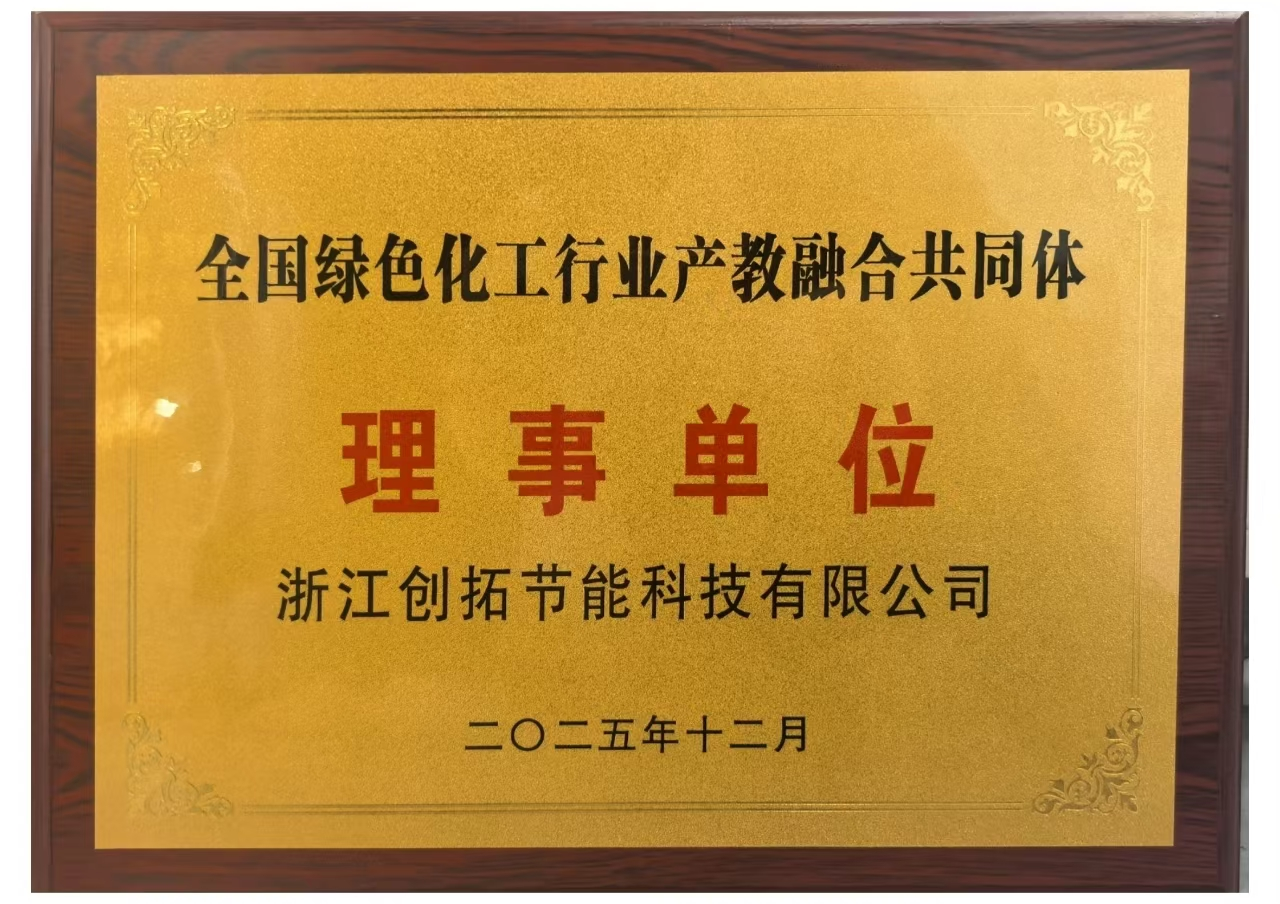 全国绿色化工行业产教融合共同体
理事单位
浙江创拓节能科技有限公司
二〇二五年十二月